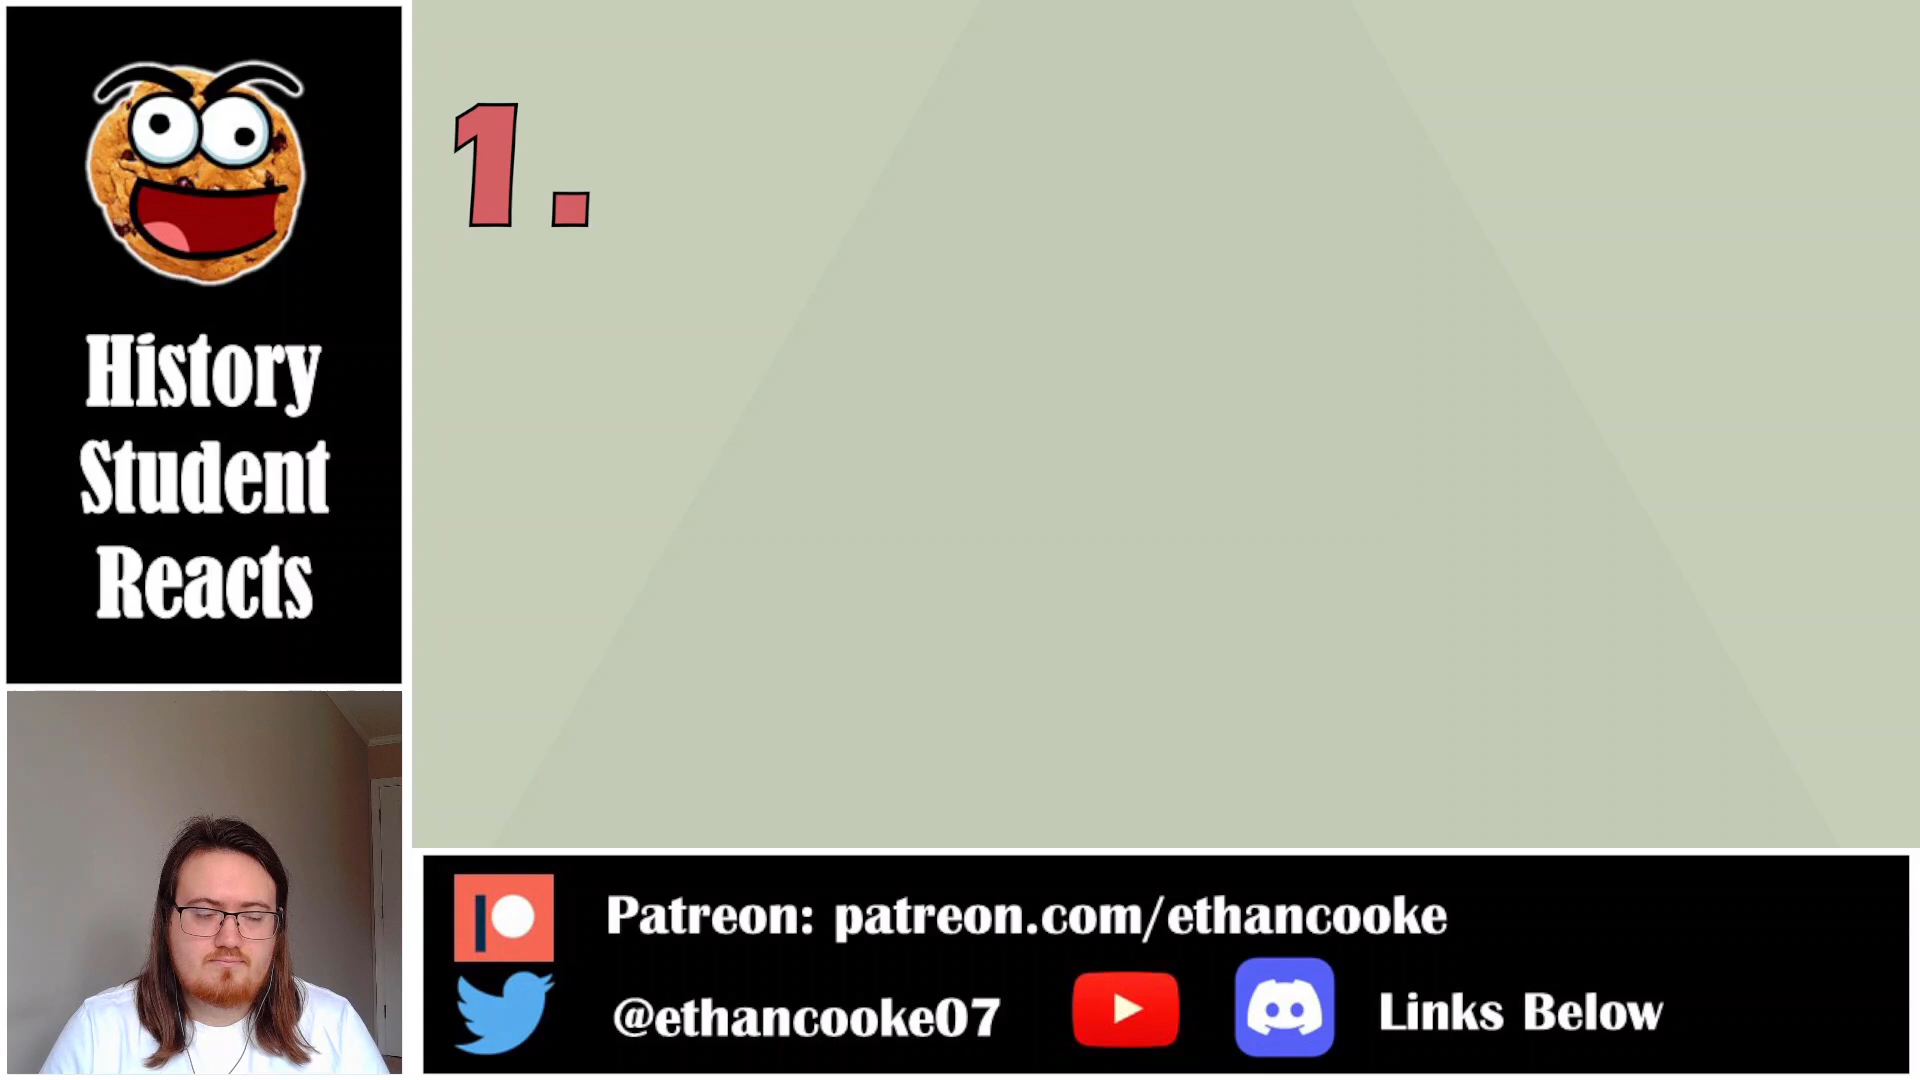 History
Student
Reacts
1.
Patreon: patreon.com/ethancooke
@ethancooke07
Links Below